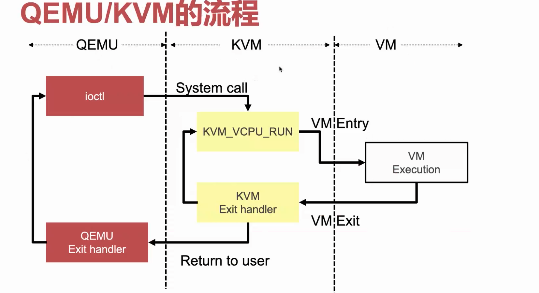 QEMU/KVM的流程
QEMU
KVM
VM
ioctl
System call
KVM_VCPU_RUN
VM Entry
VM
Execution
KVM
Exit handler
VM Exit
QEMU
Exit handler
Return to user